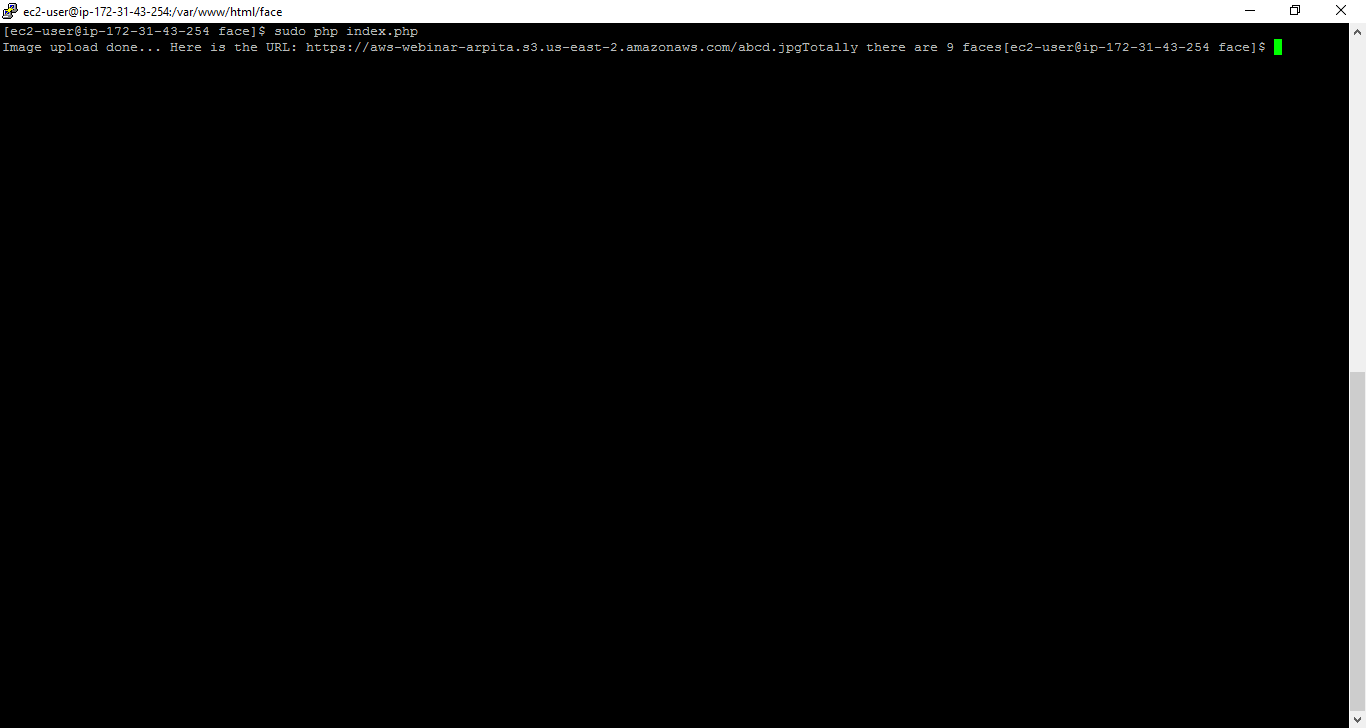 ec2-user@ip-172-31-43-254:/var/www/html/face
[ec2-user@ip-172-31-43-254 face]$ sudo php index.php
Image upload done... Here is the URL: https://aws-webinar-arpita.s3.us-east-2.amazonaws.com/abcd.jpgTotally there are 9 faces[ec2-user@ip-172-31-43-254 face]$